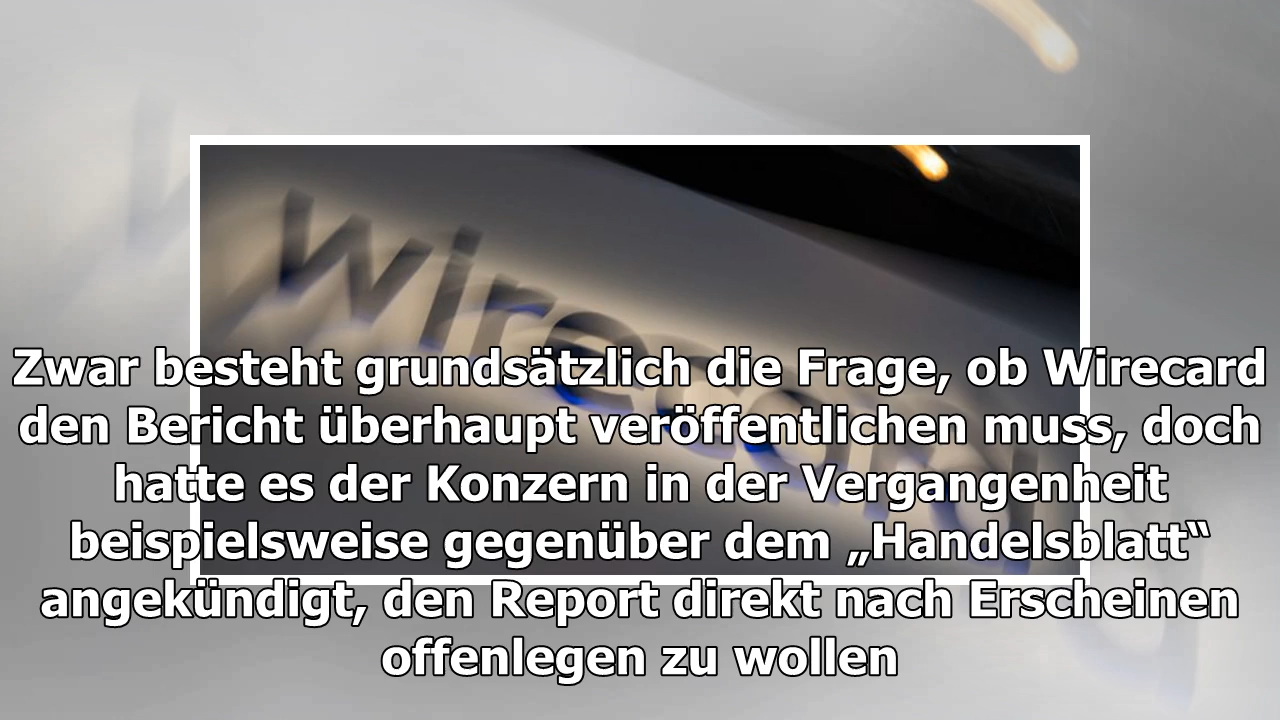 wirecard
Zwar besteht grundsätzlich die Frage, ob Wirecard
den Bericht überhaupt veröffentlichen muss, doch
hatte es der Konzern in der Vergangenheit
beispielsweise gegenüber dem „Handelsblatt“
angekündigt, den Report direkt nach Erscheinen
offenlegen zu wollen